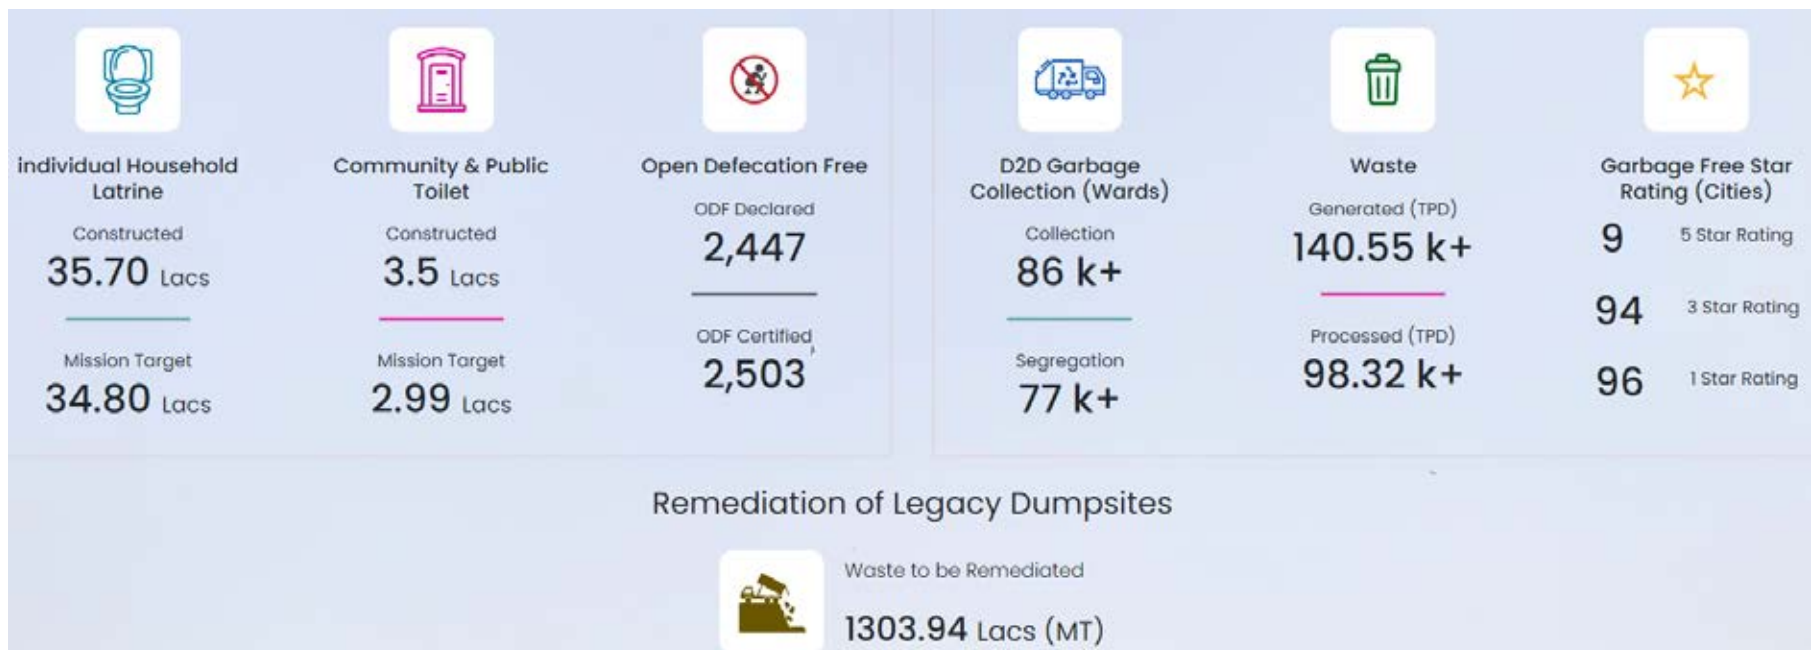 individual Household
Latrine
Constructed
35.70 Lacs
Mission Target
34.80 Lacs
Community & Public
Toilet
Constructed
3.5 Lacs
Mission Target
2.99 Lacs
Open Defecation Free
ODF Declared
2,447
ODF Certified
2,503
D2D Garbage
Collection (Wards)
Collection
86 k+
Segregation
77 k+
Waste
Generated (TPD)
140.55 k+
Processed (TPD)
98.32 k+
Garbage Free Star
Rating (Cities)
9 5 Star Rating
94 3 Star Rating
96 1 Star Rating
Remediation of Legacy Dumpsites
Waste to be Remediated
1303.94 Lacs (MT)